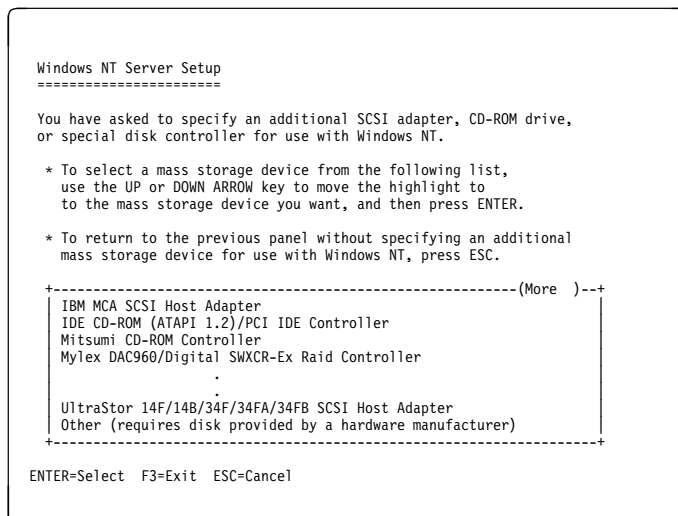 Windows NT Server Setup
=======================
You have asked to specify an additional SCSI adapter, CD-ROM drive,
or special disk controller for use with Windows NT.
* To select a mass storage device from the following list,
use the UP or DOWN ARROW key to move the highlight to
to the mass storage device you want, and then press ENTER.
* To return to the previous panel without specifying an additional
mass storage device for use with Windows NT, press ESC.
+----------------------------------------------------------(More )--+
IBM MCA SCSI Host Adapter
IDE CD-ROM (ATAPI 1.2)/PCI IDE Controller
Mitsumi CD-ROM Controller
Mylex DAC960/Digital SWXCR-Ex Raid Controller
.
.
UltraStor 14F/14B/34F/34FA/34FB SCSI Host Adapter
Other (requires disk provided by a hardware manufacturer)
+--------------------------------------------------------------------+
ENTER=Select F3=Exit ESC=Cancel